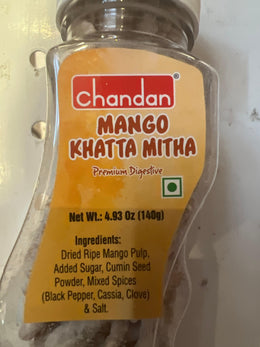 Chandan®
MANGO
KHATTA MITHA
Premium Digestive
Net Wt.: 4.93 Oz (140g)
Ingredients:
Dried Ripe Mango Pulp,
Added Sugar, Cumin Seed
Powder, Mixed Spices
(Black Pepper, Cassia, Clove)
& Salt.